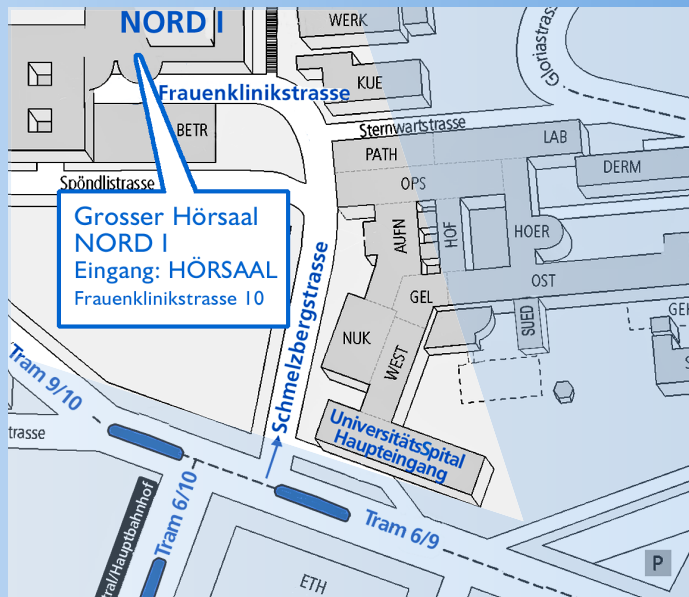 NORD I
WERK
Gloriastrasse
KUE
Frauenklinikstrasse
BETR
Sternwartstrasse
LAB
PATH
DERM
Spöndlistrasse
OPS
Grosser Hörsaal
NORD I
Eingang: HÖRSAAL
Frauenklinikstrasse 10
AUFN
HOF
HOER
OST
GEL
SUED
NUK
WEST
Schmelzbergstrasse
Tram 9/10
UniversitätsSpital
Haupteingang
trasse
Tram 6/10
Tram 6/9
tral/Hauptbahnhof
ETH
P